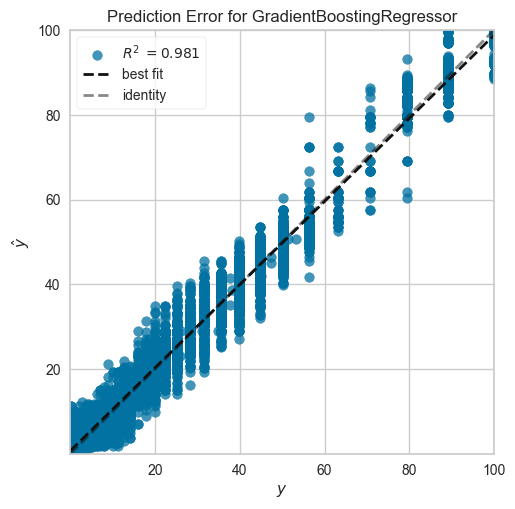 Prediction Error for GradientBoostingRegressor
R² = 0.981
best fit
identity
100
80
60
40
20
ŷ
20 40 60 80 100
y